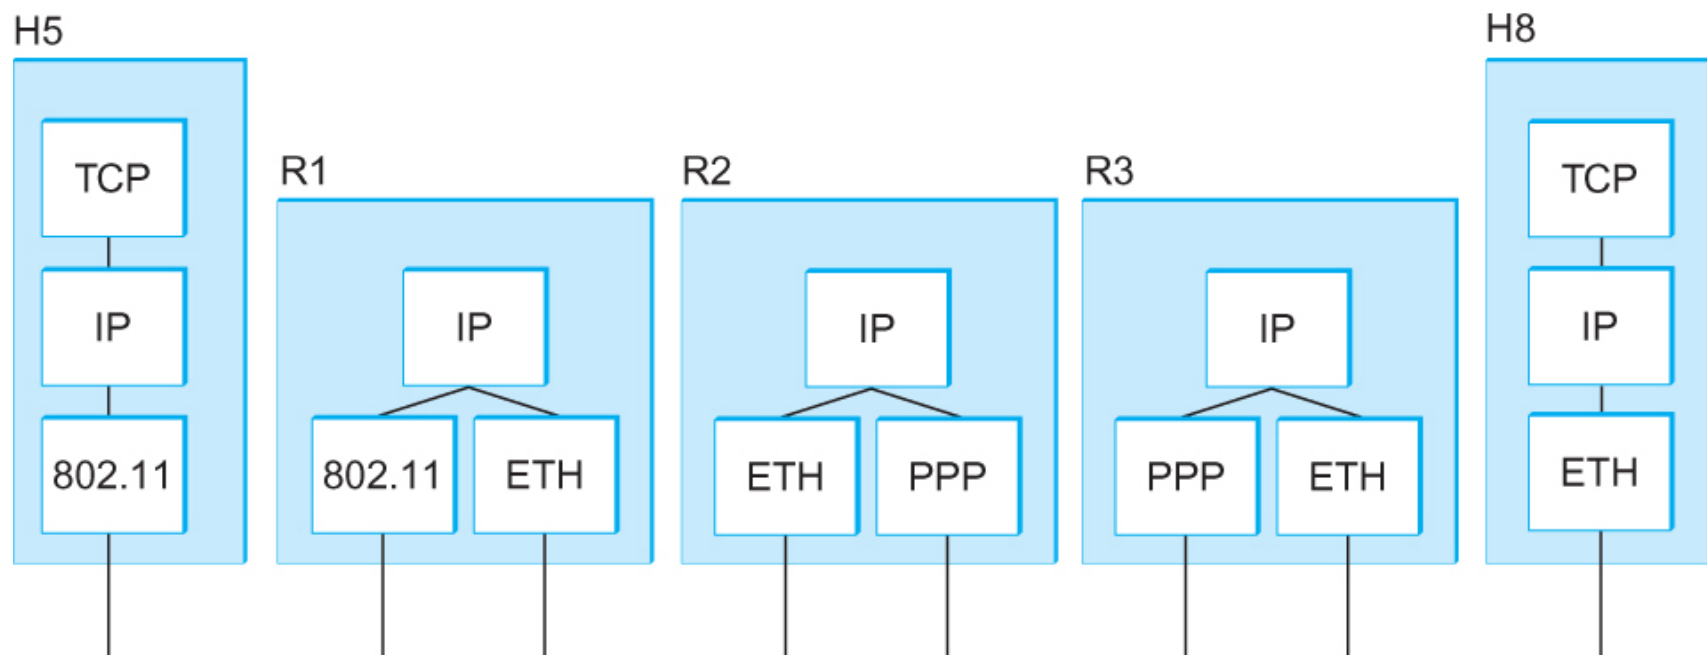 H5
H8
R1
R2
R3
TCP
TCP
IP
IP
IP
IP
IP
802.11
802.11
ETH
ETH
PPP
PPP
ETH
ETH